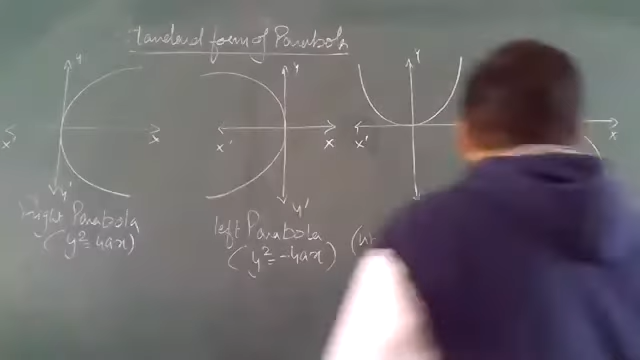 Standard form of Parabola
Y
Y
Y
X'
X
X'
X
X'
X
Y'
Y'
right Parabola
(y²=4ax)
left Parabola
(y²=-4ax)